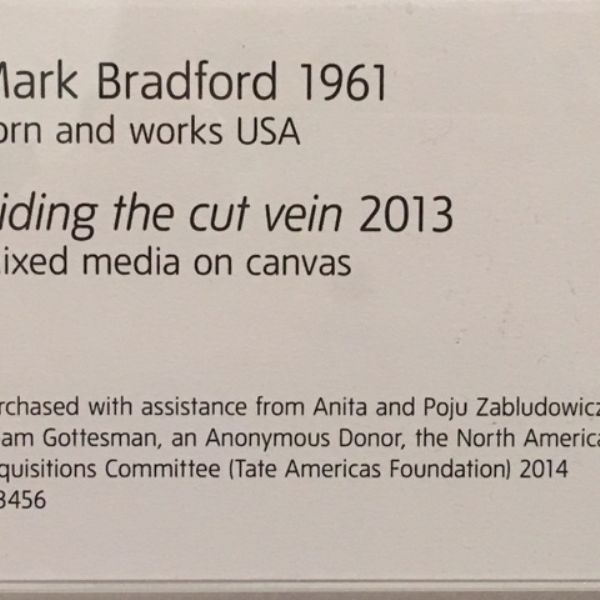 Mark Bradford 1961
orn and works USA
iding the cut vein 2013
ixed media on canvas
rchased with assistance from Anita and Poju Zabludowicz
am Gottesman, an Anonymous Donor, the North America
quisitions Committee (Tate Americas Foundation) 2014
3456